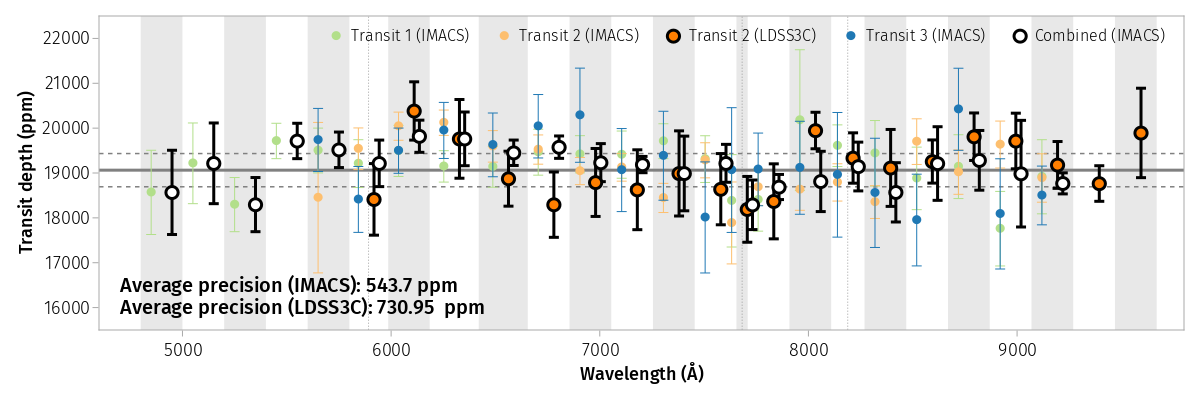 Transit 1 (IMACS) Transit 2 (IMACS) Transit 2 (LDSS3C) Transit 3 (IMACS) Combined (IMACS)
22000
21000
20000
19000
18000
17000
16000
Transit depth (ppm)
Average precision (IMACS): 543.7 ppm
Average precision (LDSS3C): 730.95 ppm
5000 6000 7000 8000 9000
Wavelength (Å)